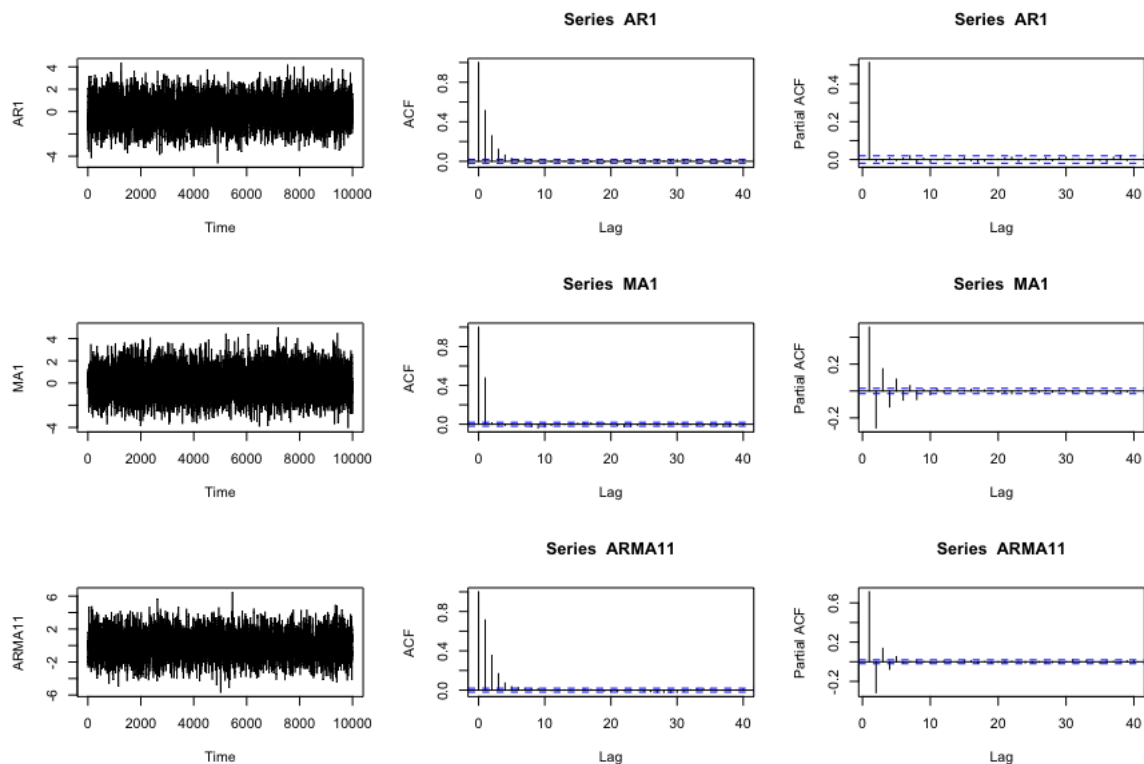 Series AR1
Series AR1
AR1
-4 0 2 4
0 2000 4000 6000 8000 10000
Time
ACF
0.0 0.4 0.8
0 10 20 30 40
Lag
Partial ACF
0.0 0.2 0.4
0 10 20 30 40
Lag
Series MA1
Series MA1
MA1
-4 0 2 4
0 2000 4000 6000 8000 10000
Time
ACF
0.0 0.4 0.8
0 10 20 30 40
Lag
Partial ACF
-0.2 0.2
0 10 20 30 40
Lag
Series ARMA11
Series ARMA11
ARMA11
-6 -2 2 6
0 2000 4000 6000 8000 10000
Time
ACF
0.0 0.4 0.8
0 10 20 30 40
Lag
Partial ACF
-0.2 0.2 0.6
0 10 20 30 40
Lag